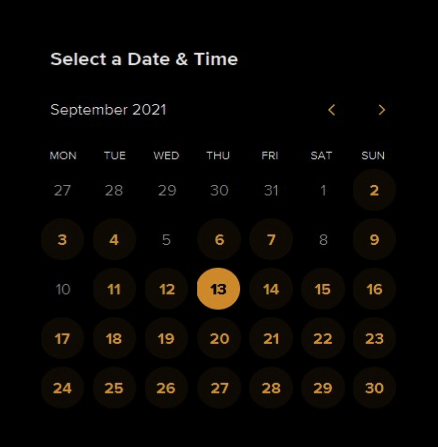 Select a Date & Time
September 2021
MON TUE WED THU FRI SAT SUN
27 28 29 30 31 1 2
3 4 5 6 7 8 9
10 11 12 13 14 15 16
17 18 19 20 21 22 23
24 25 26 27 28 29 30